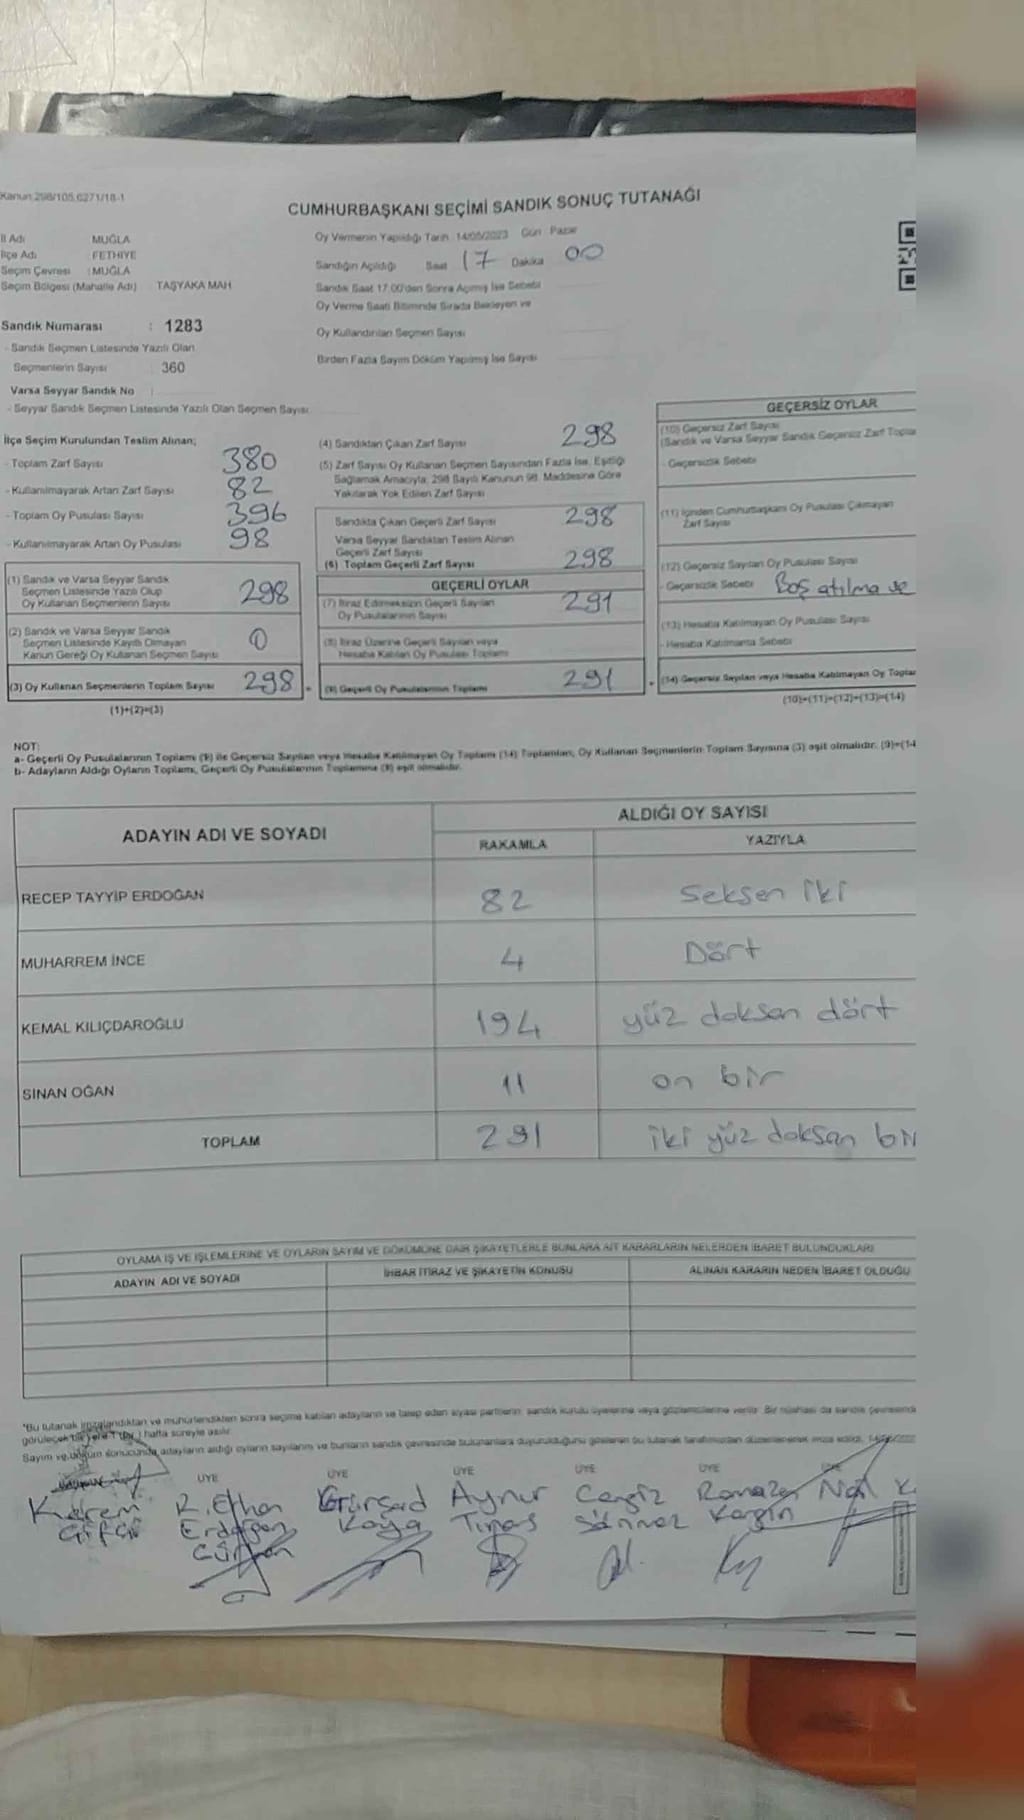 Kanun 298/105,6271/18-1
CUMHURBAŞKANI SEÇİMİ SANDIK SONUÇ TUTANAĞI
İl Adı MUĞLA
İlçe Adı FETHİYE
Seçim Çevresi : MUĞLA
Seçim Bölgesi (Mahalle Adı) TAŞYAKA MAH.
Sandık Numarası : 1283
- Sandık Seçmen Listesinde Yazılı Olan
Seçmenlerin Sayısı : 360
Varsa Seyyar Sandık No
- Seyyar Sandık Seçmen Listesinde Yazılı Olan Seçmen Sayısı
Oy Vermenin Yapıldığı Tarih 14/05/2023 Gün : Pazar
Sandığın Açıldığı Saat 17 Dakika 00
Sandık Saat 17:00'den Sonra Açılmış İse Sebebi
Oy Verme Saati Bitiminde Sırada Bekleyen ve
Oy Kullandırılan Seçmen Sayısı
Birden Fazla Sayım Döküm Yapılmış İse Sayısı
İlçe Seçim Kurulundan Teslim Alınan;
- Toplam Zarf Sayısı 380
- Kullanılmayarak Artan Zarf Sayısı 82
- Toplam Oy Pusulası Sayısı 396
- Kullanılmayarak Artan Oy Pusulası 98
(1) Sandık ve Varsa Seyyar Sandık
Seçmen Listesinde Yazılı Olup
Oy Kullanan Seçmenlerin Sayısı 298
(2) Sandık ve Varsa Seyyar Sandık
Seçmen Listesinde Kayıtlı Olmayan
Kanun Gereği Oy Kullanan Seçmen Sayısı 0
(3) Oy Kullanan Seçmenlerin Toplam Sayısı 298 =
(1)+(2)=(3)
(4) Sandıktan Çıkan Zarf Sayısı 298
(5) Zarf Sayısı Oy Kullanan Seçmen Sayısından Fazla İse, Eşitliği
Sağlamak Amacıyla, 298 Sayılı Kanunun 98. Maddesine Göre
Yakılarak Yok Edilen Zarf Sayısı
Sandıkta Çıkan Geçerli Zarf Sayısı 298
Varsa Seyyar Sandıktan Teslim Alınan
Geçerli Zarf Sayısı
(6) Toplam Geçerli Zarf Sayısı 298
GEÇERLİ OYLAR
(7) İtiraz Edilmeksizin Geçerli Sayılan
Oy Pusulalarının Sayısı 291
(8) İtiraz Üzerine Geçerli Sayılan veya
Hesaba Katılan Oy Pusulası Toplamı
(9) Geçerli Oy Pusulalarının Toplamı 291 +
GEÇERSİZ OYLAR
(10) Geçersiz Zarf Sayısı
(Sandık ve Varsa Seyyar Sandık Geçersiz Zarf
- Geçersizlik Sebebi
(11) İçinden Cumhurbaşkanı Oy Pusulası Çıkmayan
Zarf Sayısı
(12) Geçersiz Sayılan Oy Pusulası Sayısı
- Geçersizlik Sebebi Boş atılma ve
(13) Hesaba Katılmayan Oy Pusulası Sayısı
- Hesaba Katılmama Sebebi
(14) Geçersiz Sayılan veya Hesaba Katılmayan Oy
(10)+(11)+(12)+(13)=(14)
NOT:
a- Geçerli Oy Pusulalarının Toplamı (9) ile Geçersiz Sayılan veya Hesaba Katılmayan Oy Toplamı (14) Toplamları, Oy Kullanan Seçmenlerin Toplam Sayısına (3) eşit olmalıdır. (9)+(14
b- Adayların Aldığı Oyların Toplamı, Geçerli Oy Pusulalarının Toplamına (9) eşit olmalıdır.
ADAYIN ADI VE SOYADI
ALDIĞI OY SAYISI
RAKAMLA YAZIYLA
RECEP TAYYİP ERDOĞAN 82 Seksen iki
MUHARREM İNCE 4 Dört
KEMAL KILIÇDAROĞLU 194 yüz doksan dört
SİNAN OĞAN 11 on bir
TOPLAM 291 iki yüz doksan bir
OYLAMA İŞ VE İŞLEMLERİNE VE OYLARIN SAYIM VE DÖKÜMÜNE DAİR ŞİKAYETLERLE BUNLARA AİT KARARLARIN NELERDEN İBARET BULUNDUKLARI
ADAYIN ADI VE SOYADI İHBAR İTİRAZ VE ŞİKAYETİN KONUSU ALINAN KARARIN NEDEN İBARET OLDUĞU
*Bu tutanak imzalandıktan ve mühürlendikten sonra seçime katılan adayların ve talep eden siyasi partilerin, sandık kurulu üyelerine veya gözlemcilerine verilir. Bir nüshası da sandık çevresinde
görülecek bir yere 1 (bir) hafta süreyle asılır.
Sayım ve döküm sonucunda adayların aldığı oyların sayılarını ve bunların sandık çevresinde bulunanlara duyurulduğunu gösteren bu tutanak tarafımızdan düzenlenerek imza edildi.
ÜYE ÜYE ÜYE ÜYE ÜYE ÜYE
Kerem R. Ethem Gürşad Aynur Cengiz Ramazan
Çifçi Erdoğan Kaya Sönmez